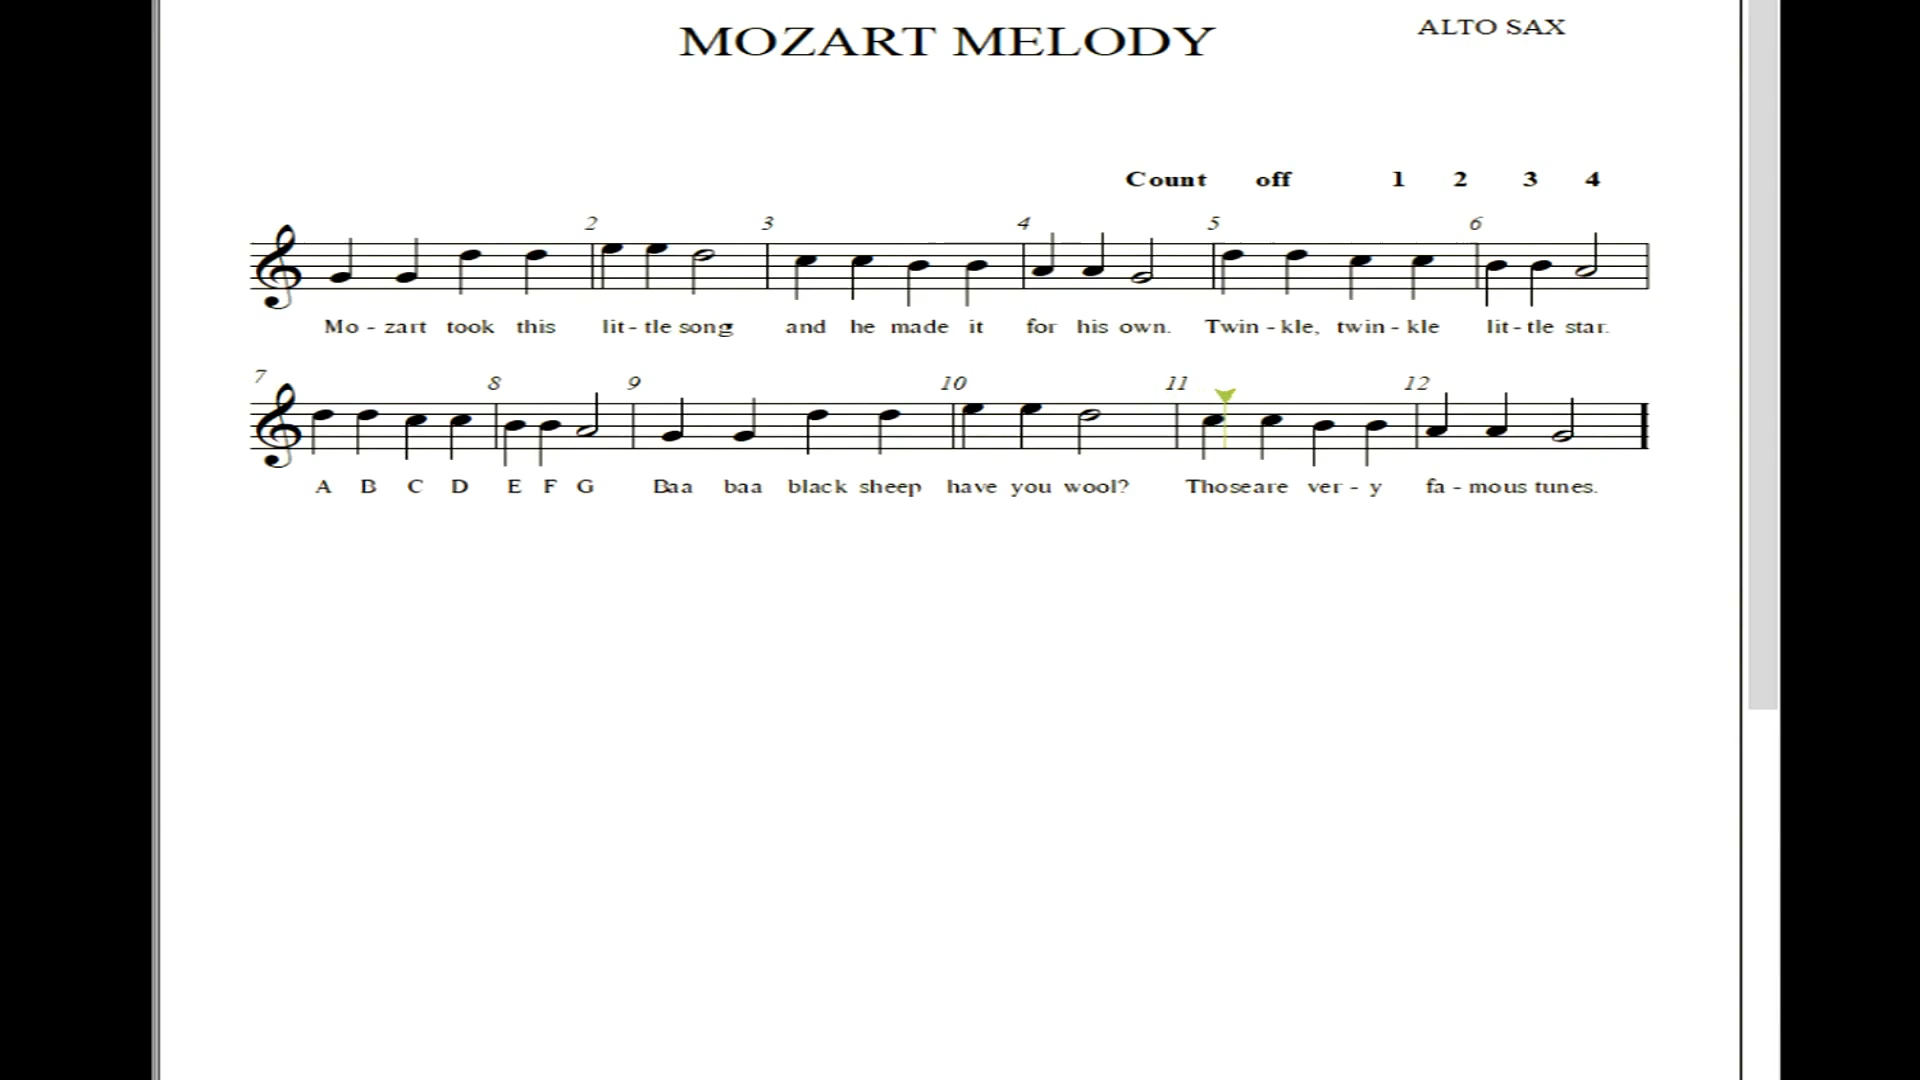 MOZART MELODY
ALTO SAX
Count off 1 2 3 4
2 3 4 5 6
Mo - zart took this lit - tle song and he made it for his own. Twin - kle, twin - kle lit - tle star.
7 8 9 10 11 12
A B C D E F G Baa baa black sheep have you wool? Thoseare ver - y fa - mous tunes.